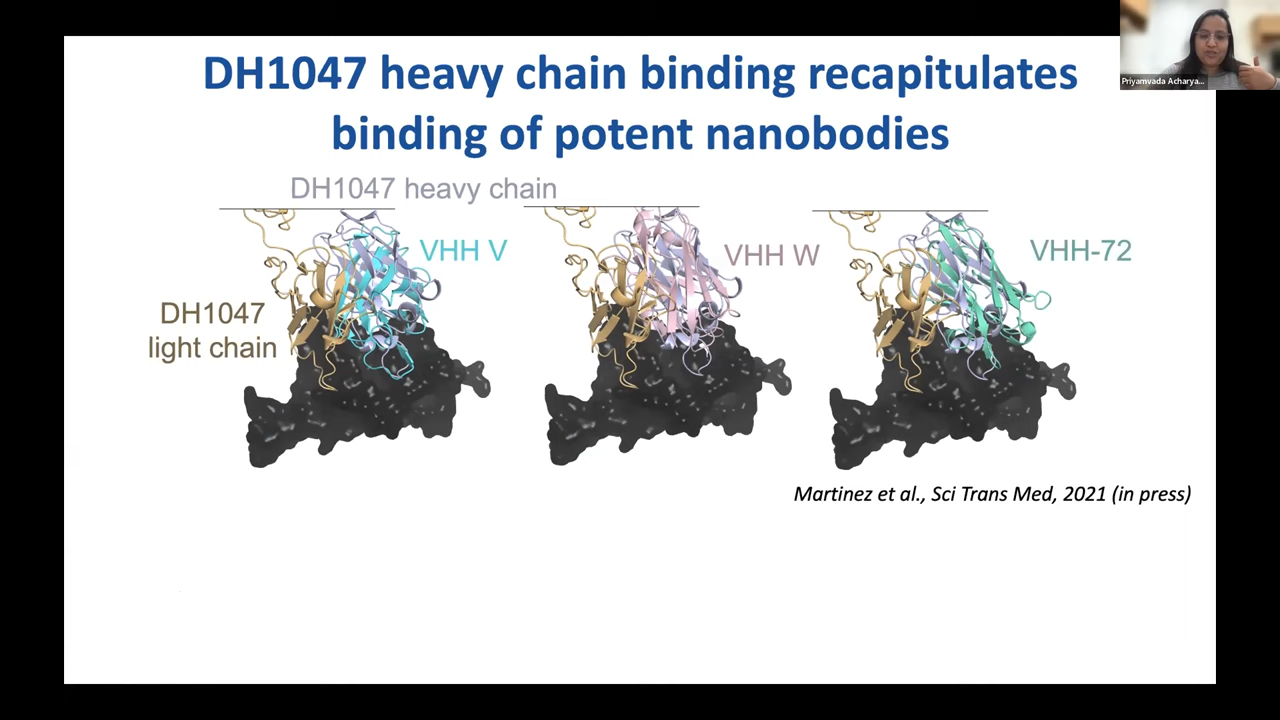 DH1047 heavy chain binding recapitulates
binding of potent nanobodies
Priyamvada Acharya...
DH1047 heavy chain
VHH V
VHH W
VHH-72
DH1047
light chain
Martinez et al., Sci Trans Med, 2021 (in press)